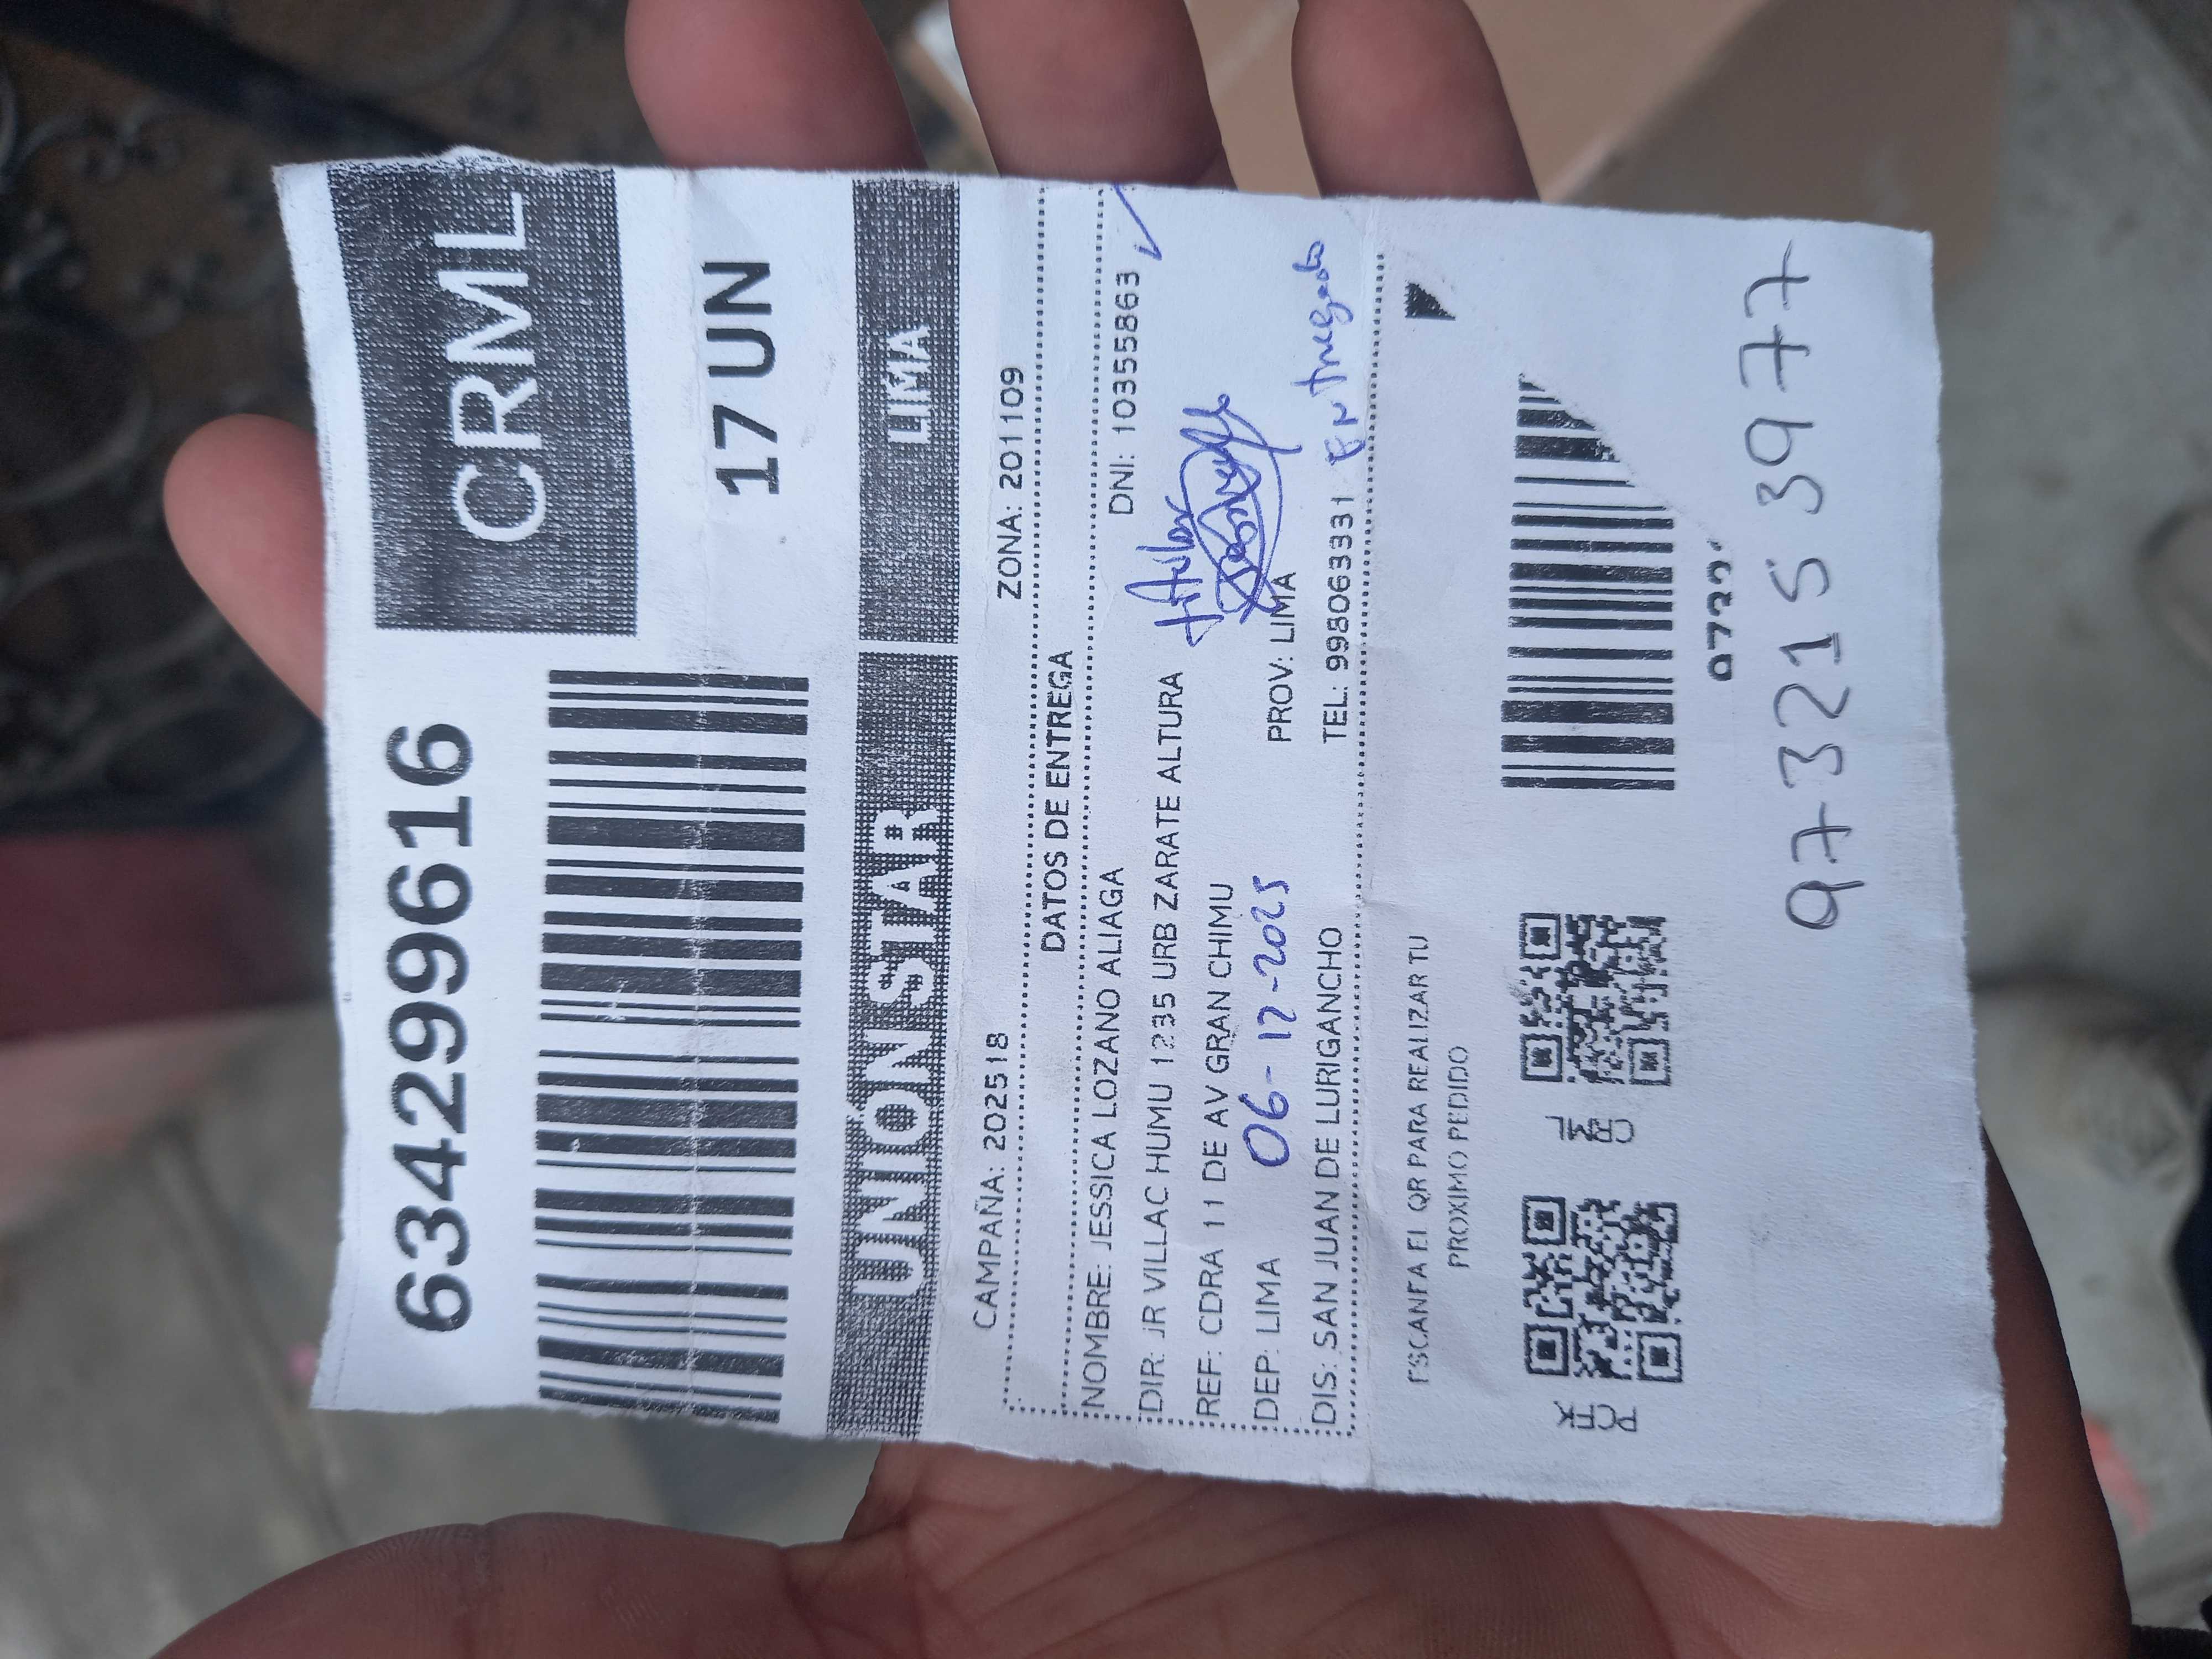 634299616
CRML
17 UN
UNION STAR
LIMA
CAMPAÑA: 202518 ZONA: 201109
DATOS DE ENTREGA
NOMBRE: JESSICA LOZANO ALIAGA DNI: 10355863
DIR: JR VILLAC HUMU 1235 URB ZARATE ALTURA
titular
REF: CDRA 11 DE AV GRAN CHIMU
06-12-2025
DEP: LIMA PROV: LIMA
DIS: SAN JUAN DE LURIGANCHO TEL: 998063331
Entregado
ESCANEA EL QR PARA REALIZAR TU
PROXIMO PEDIDO
PCFK
CRML
9732153977